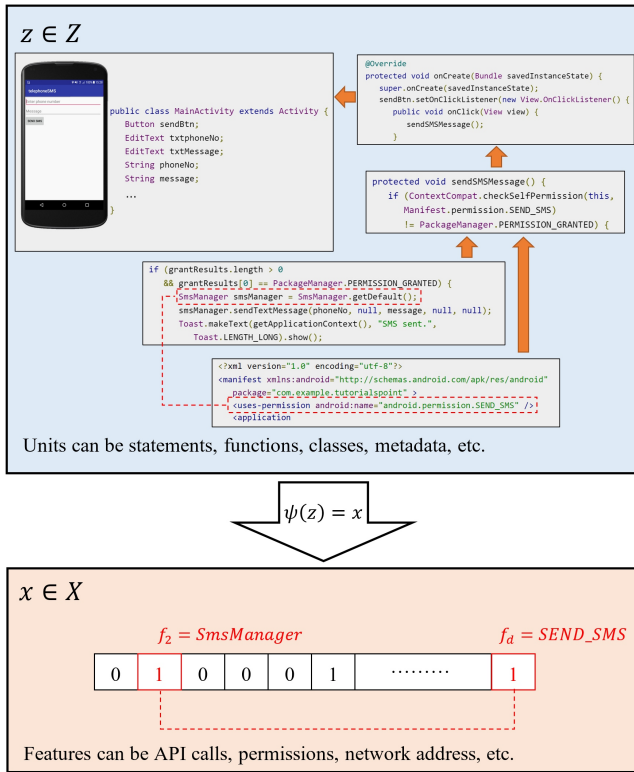 z ∈ Z
telephoneSMS
Enter phone number
Message
SEND SMS
public class MainActivity extends Activity {
Button sendBtn;
EditText txtphoneNo;
EditText txtMessage;
String phoneNo;
String message;
...
}
@Override
protected void onCreate(Bundle savedInstanceState) {
super.onCreate(savedInstanceState);
sendBtn.setOnClickListener(new View.OnClickListener() {
public void onClick(View view) {
sendSMSMessage();
}
protected void sendSMSMessage() {
if (ContextCompat.checkSelfPermission(this,
Manifest.permission.SEND_SMS)
!= PackageManager.PERMISSION_GRANTED) {
if (grantResults.length > 0
&& grantResults[0] == PackageManager.PERMISSION_GRANTED) {
SmsManager smsManager = SmsManager.getDefault();
smsManager.sendTextMessage(phoneNo, null, message, null, null);
Toast.makeText(getApplicationContext(), "SMS sent.",
Toast.LENGTH_LONG).show();
<?xml version="1.0" encoding="utf-8"?>
<manifest xmlns:android="http://schemas.android.com/apk/res/android"
package="com.example.tutorialspoint" >
<uses-permission android:name="android.permission.SEND_SMS" />
<application
Units can be statements, functions, classes, metadata, etc.
ψ(z) = x
x ∈ X
f₂ = SmsManager f_d = SEND_SMS
0 1 0 0 0 1 ......... 1
Features can be API calls, permissions, network address, etc.